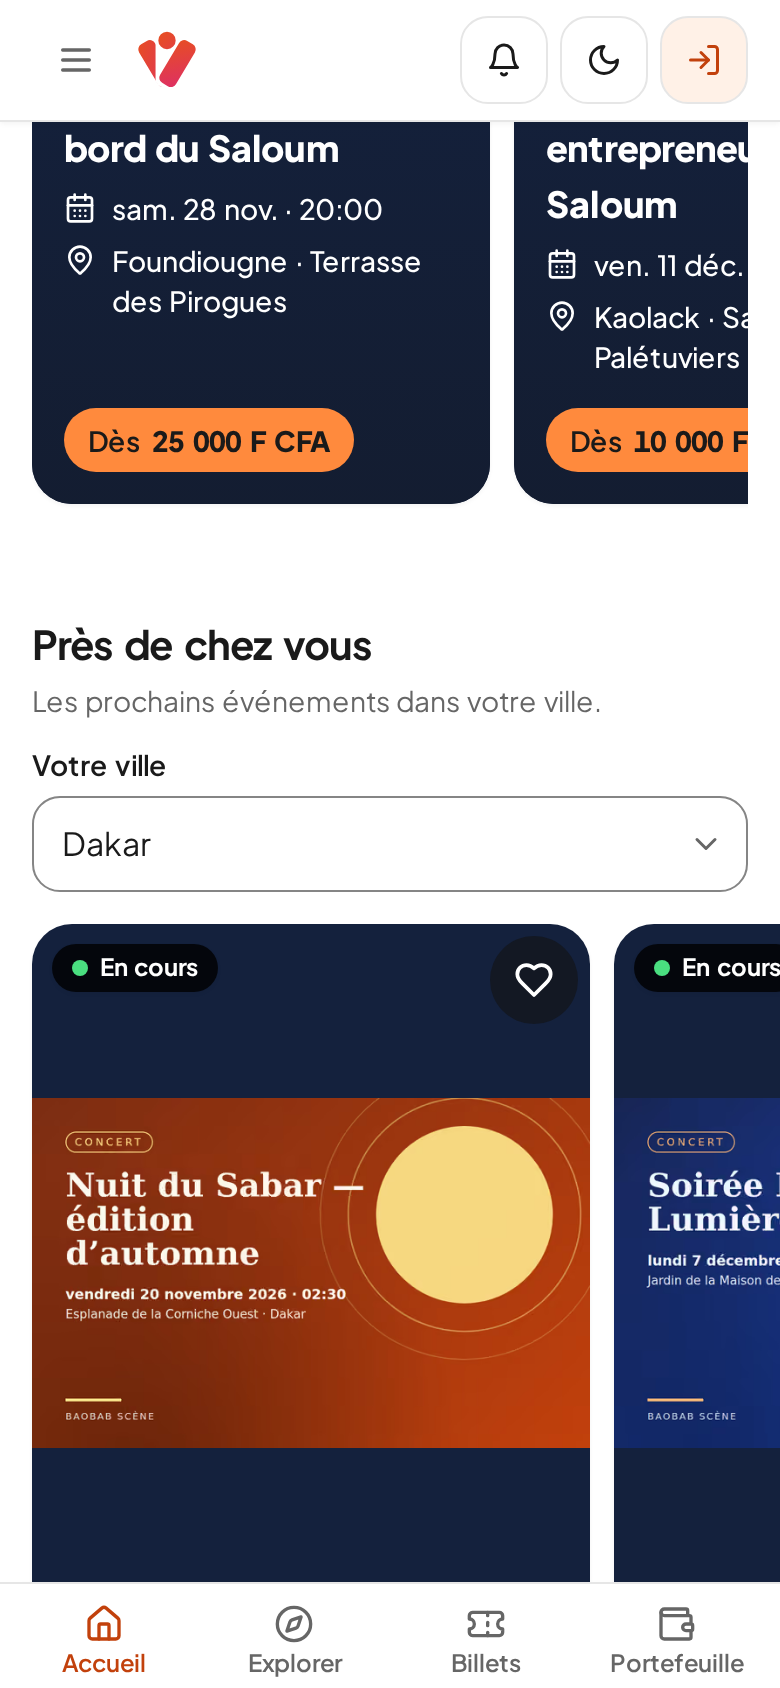 bord du Saloum
sam. 28 nov. · 20:00
Foundiougne · Terrasse
des Pirogues
Dès 25 000 F CFA
entrepreneu
Saloum
ven. 11 déc.
Kaolack · Sa
Palétuviers
Dès 10 000 F
Près de chez vous
Les prochains événements dans votre ville.
Votre ville
Dakar
En cours
CONCERT
Nuit du Sabar —
édition
d’automne
vendredi 20 novembre 2026 · 02:30
Esplanade de la Corniche Ouest · Dakar
BAOBAB SCÈNE
En cours
CONCERT
Soirée
Lumièr
lundi 7 décembre
Jardin de la Maison de
BAOBAB SCÈNE
Accueil
Explorer
Billets
Portefeuille